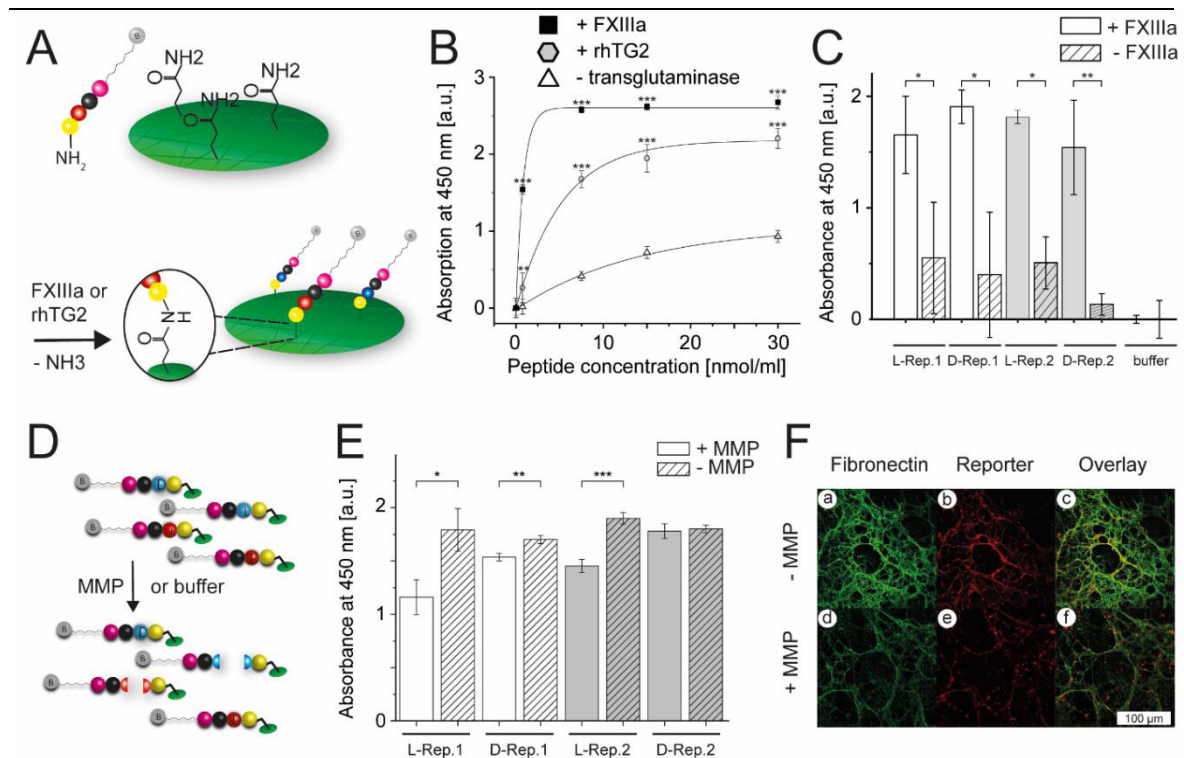 A
B
NH2
NH2
NH2
O
O
O
NH2
FXIIIa or
rhTG2
- NH3
N
H
O
B
B
B
B
+ FXIIIa
+ rhTG2
- transglutaminase
Absorption at 450 nm [a.u.]
3
2
1
0
***
***
***
***
***
***
***
**
0
5
10
15
20
25
30
Peptide concentration [nmol/ml]
C
+ FXIIIa
- FXIIIa
Absorbance at 450 nm [a.u.]
2
1
0
*
*
*
**
L-Rep.1
D-Rep.1
L-Rep.2
D-Rep.2
buffer
D
B
D
B
L
B
B
MMP
or buffer
B
D
B
B
B
E
+ MMP
- MMP
Absorbance at 450 nm [a.u.]
2
1
0
*
**
***
L-Rep.1
D-Rep.1
L-Rep.2
D-Rep.2
F
Fibronectin
Reporter
Overlay
- MMP
a
b
c
+ MMP
d
e
f
100 µm